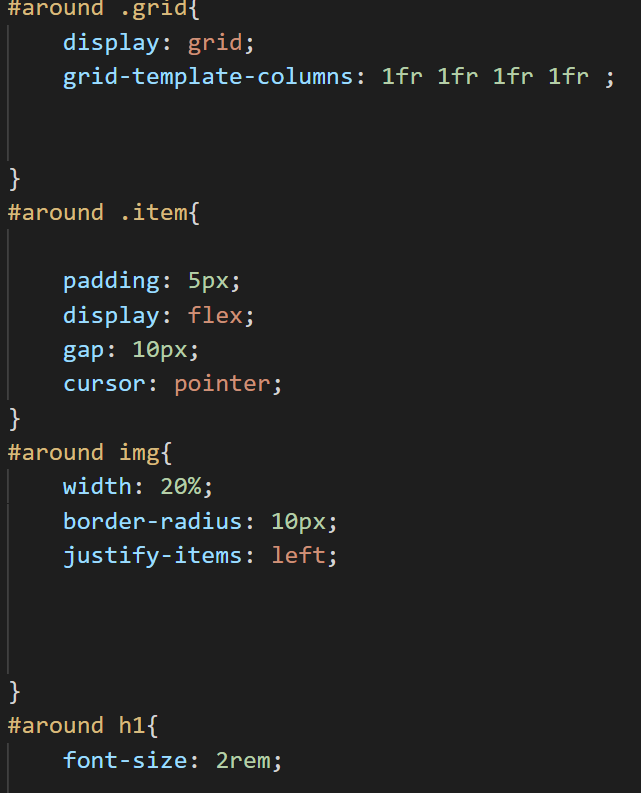 #around .grid{
display: grid;
grid-template-columns: 1fr 1fr 1fr 1fr ;
}
#around .item{
padding: 5px;
display: flex;
gap: 10px;
cursor: pointer;
}
#around img{
width: 20%;
border-radius: 10px;
justify-items: left;
}
#around h1{
font-size: 2rem;